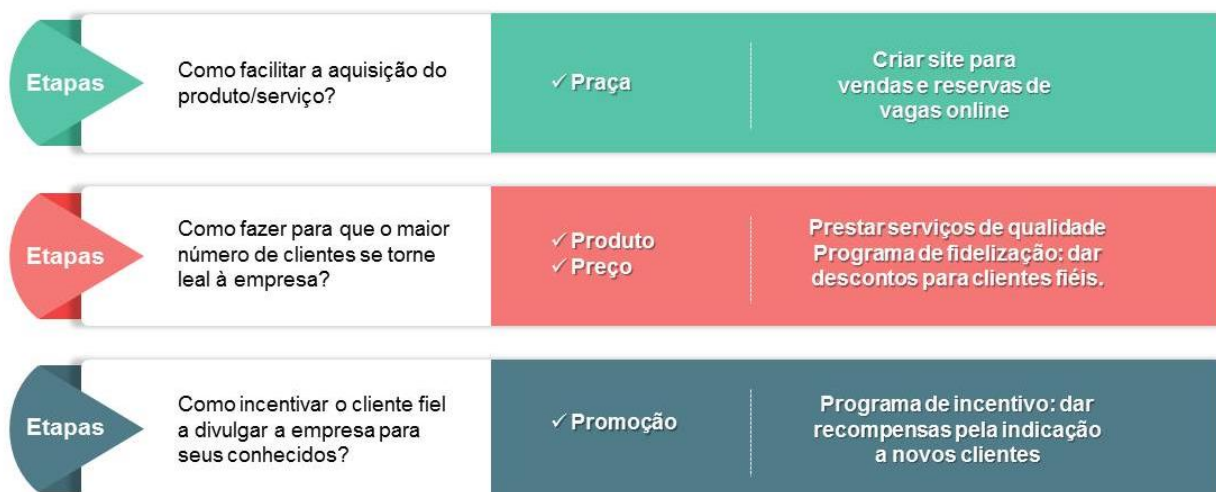 Etapas
Como facilitar a aquisição do
produto/serviço?
✓ Praça
Criar site para
vendas e reservas de
vagas online
Etapas
Como fazer para que o maior
número de clientes se torne
leal à empresa?
✓ Produto
✓ Preço
Prestar serviços de qualidade
Programa de fidelização: dar
descontos para clientes fiéis.
Etapas
Como incentivar o cliente fiel
a divulgar a empresa para
seus conhecidos?
✓ Promoção
Programa de incentivo: dar
recompensas pela indicação
a novos clientes